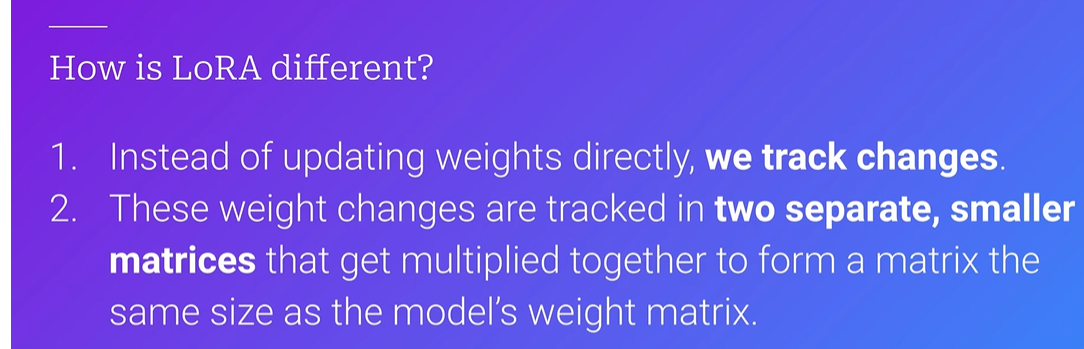 How is LoRA different?
1. Instead of updating weights directly, we track changes.
2. These weight changes are tracked in two separate, smaller
matrices that get multiplied together to form a matrix the
same size as the model’s weight matrix.